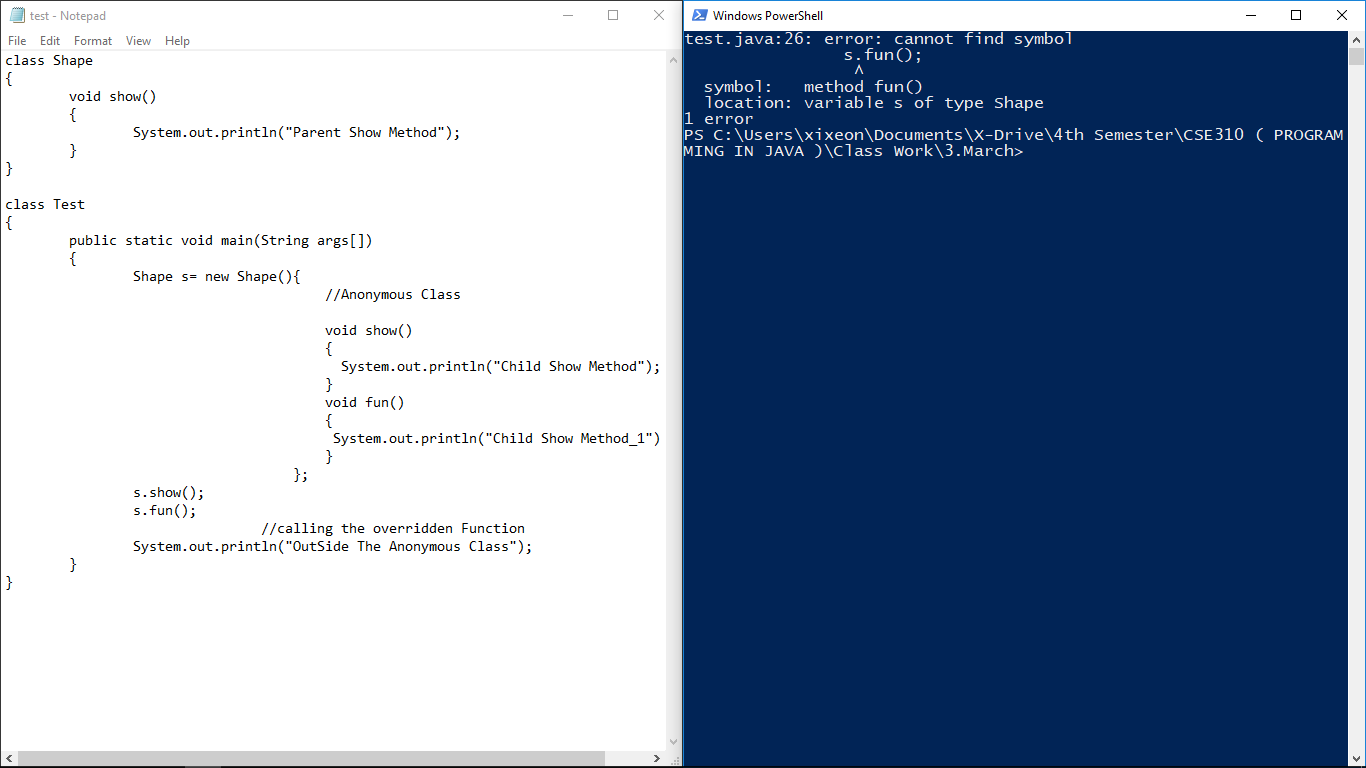 test - Notepad
File Edit Format View Help
class Shape
{
void show()
{
System.out.println("Parent Show Method");
}
}
class Test
{
public static void main(String args[])
{
Shape s= new Shape(){
//Anonymous Class
void show()
{
System.out.println("Child Show Method");
}
void fun()
{
System.out.println("Child Show Method_1")
}
};
s.show();
s.fun();
//calling the overridden Function
System.out.println("OutSide The Anonymous Class");
}
}
Windows PowerShell
test.java:26: error: cannot find symbol
s.fun();
^
symbol: method fun()
location: variable s of type Shape
1 error
PS C:\Users\xixeon\Documents\X-Drive\4th Semester\CSE310 ( PROGRAM
MING IN JAVA )\Class Work\3.March>